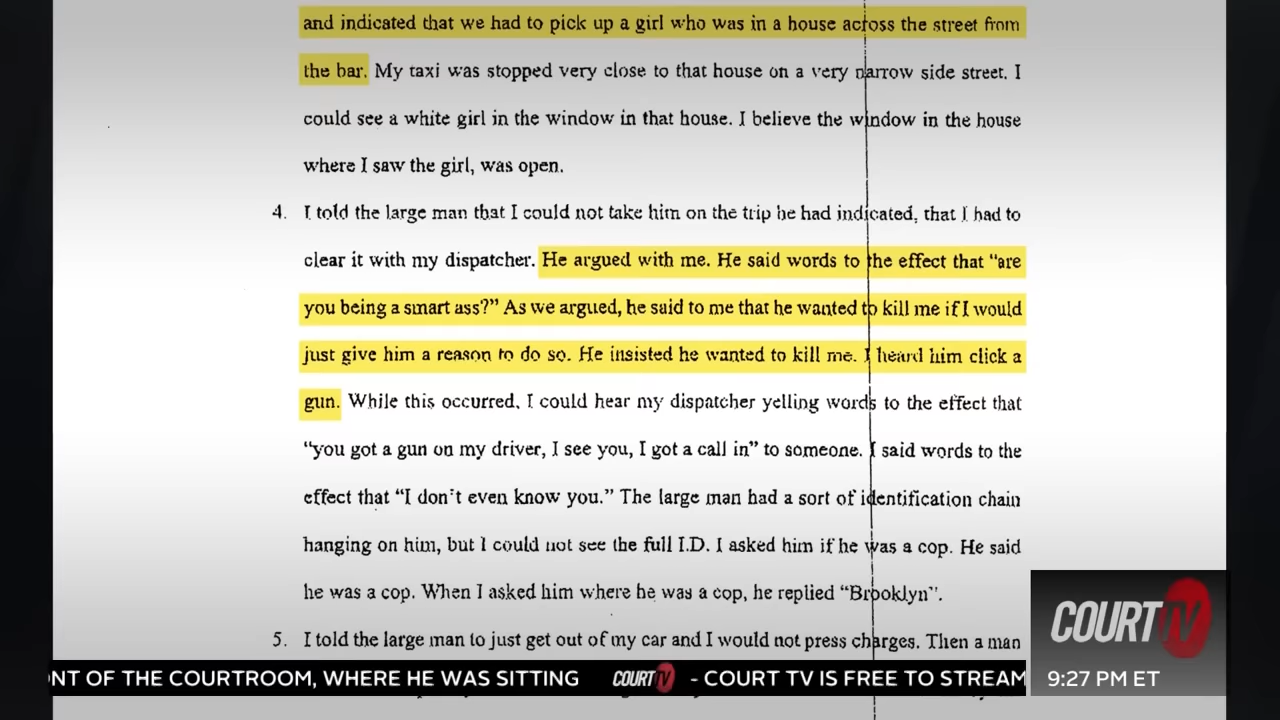 and indicated that we had to pick up a girl who was in a house across the street from
the bar. My taxi was stopped very close to that house on a very narrow side street. I
could see a white girl in the window in that house. I believe the window in the house
where I saw the girl, was open.
4. I told the large man that I could not take him on the trip he had indicated, that I had to
clear it with my dispatcher. He argued with me. He said words to the effect that “are
you being a smart ass?” As we argued, he said to me that he wanted to kill me if I would
just give him a reason to do so. He insisted he wanted to kill me. I heard him click a
gun. While this occurred, I could hear my dispatcher yelling words to the effect that
“you got a gun on my driver, I see you, I got a call in” to someone. I said words to the
effect that “I don't even know you.” The large man had a sort of identification chain
hanging on him, but I could not see the full I.D. I asked him if he was a cop. He said
he was a cop. When I asked him where he was a cop, he replied “Brooklyn”.
5. I told the large man to just get out of my car and I would not press charges. Then a man
NT OF THE COURTROOM, WHERE HE WAS SITTING COURT TV - COURT TV IS FREE TO STREAM
COURT TV
9:27 PM ET